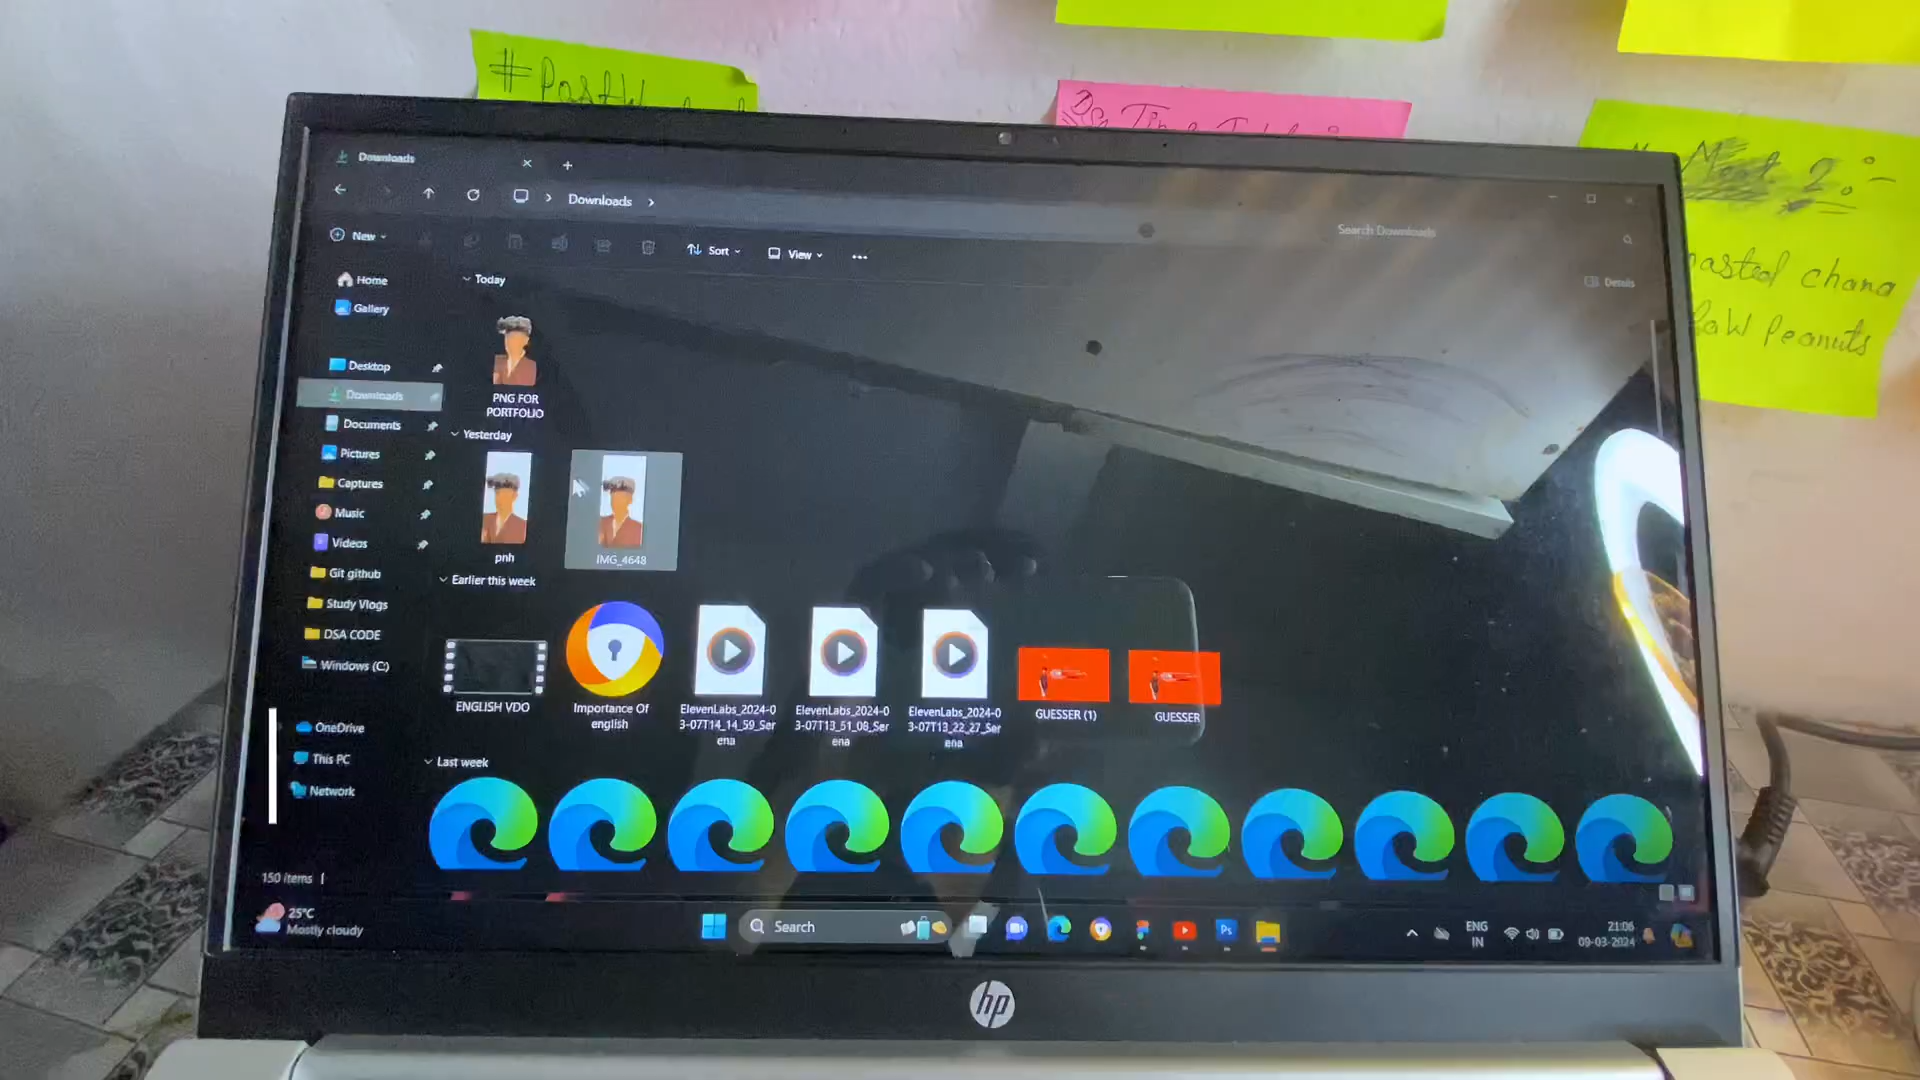 Downloads
Downloads
Search Downloads
New
Sort
View
Details
Home
Gallery
Desktop
Downloads
Documents
Pictures
Captures
Music
Videos
Git github
Study Vlogs
DSA CODE
Windows (C:)
OneDrive
This PC
Network
Today
PNG FOR
PORTFOLIO
Yesterday
pnh
IMG_4648
Earlier this week
ENGLISH VDO
Importance Of
english
ElevenLabs_2024-0
3-07T14_14_59_Ser
ena
ElevenLabs_2024-0
3-07T13_51_08_Ser
ena
ElevenLabs_2024-0
3-07T13_22_27_Ser
ena
GUESSER (1)
GUESSER
Last week
150 items
25°C
Mostly cloudy
Search
Ps
ENG
IN
21:06
09-03-2024
hp
chana
Raw Peanuts